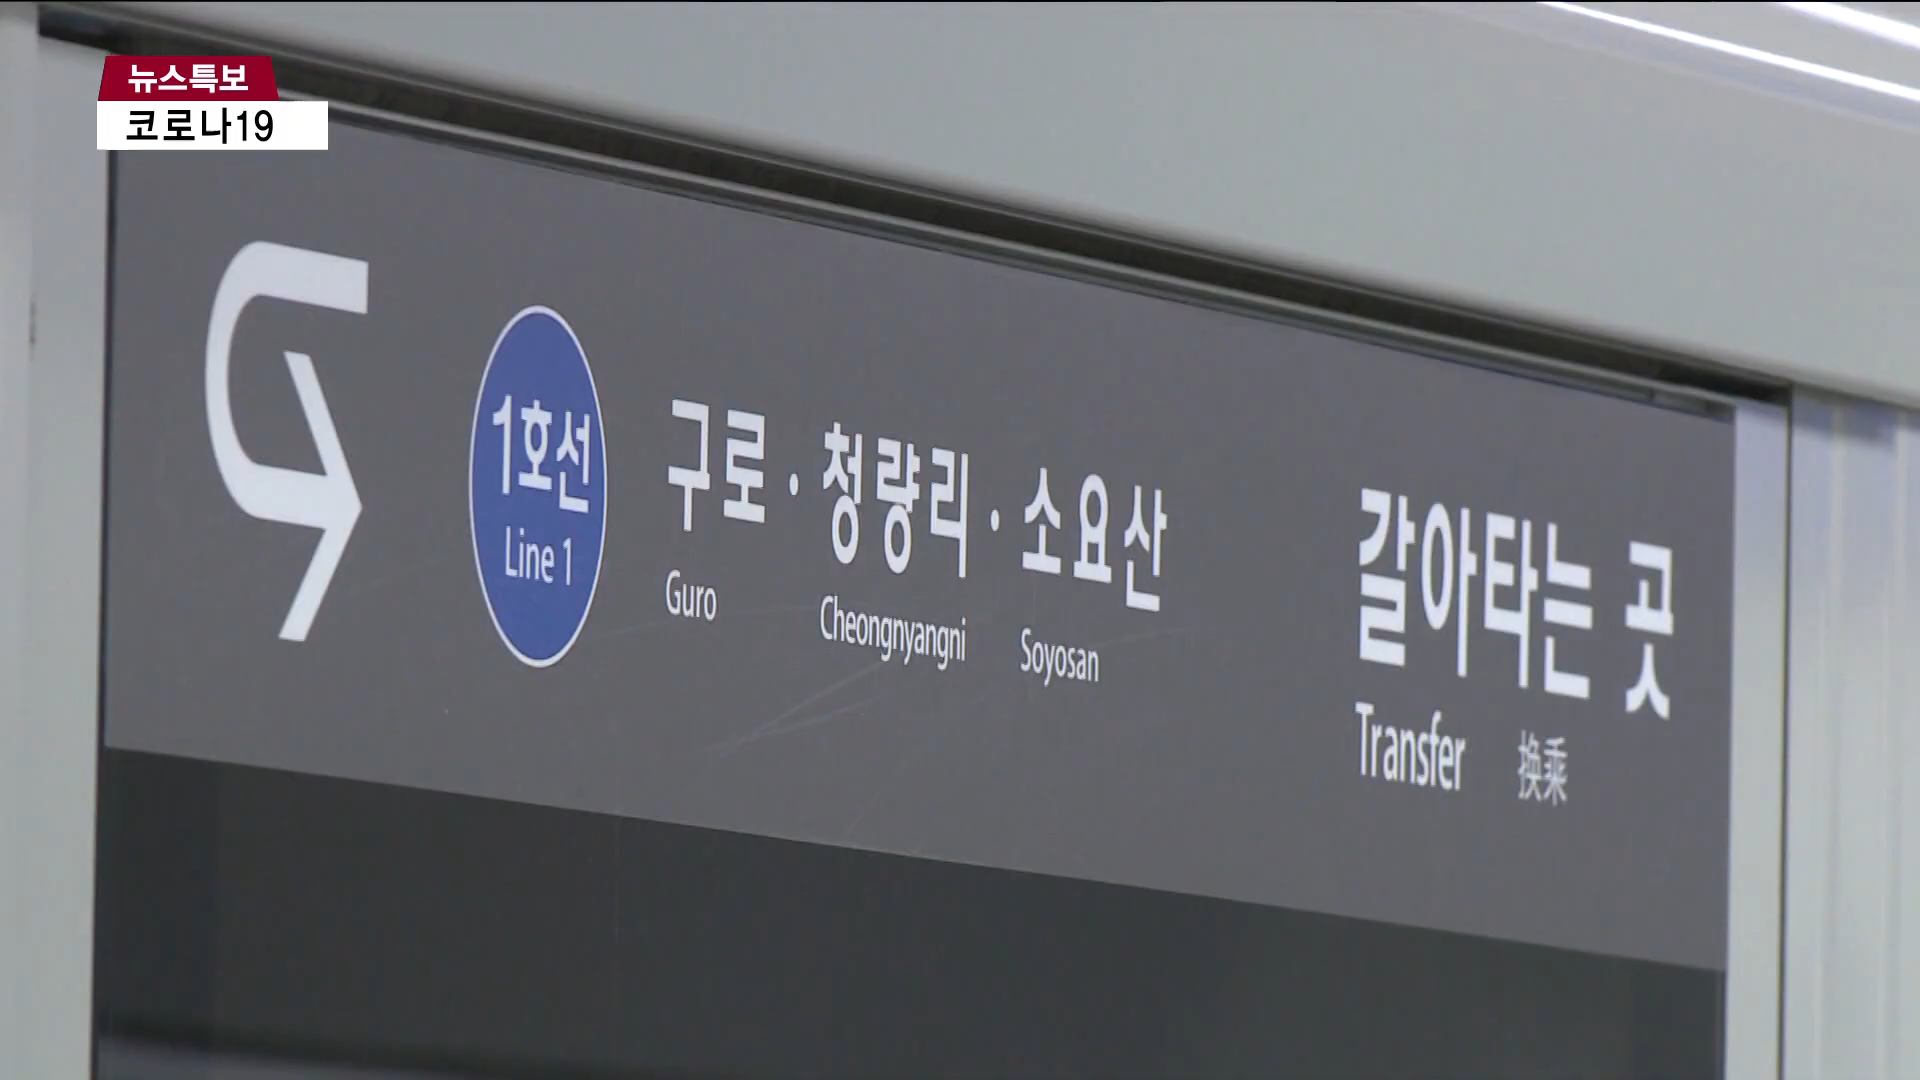 뉴스특보
코로나19
1호선
Line 1
구로 · 청량리 · 소요산
Guro Cheongnyangni Soyosan
갈아타는 곳
Transfer 换乘